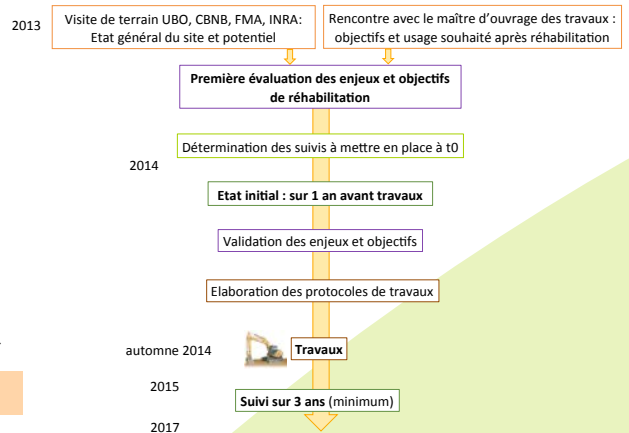 2013
Visite de terrain UBO, CBNB, FMA, INRA:
Etat général du site et potentiel
Rencontre avec le maître d'ouvrage des travaux :
objectifs et usage souhaité après réhabilitation
Première évaluation des enjeux et objectifs
de réhabilitation
Détermination des suivis à mettre en place à t0
2014
Etat initial : sur 1 an avant travaux
Validation des enjeux et objectifs
Elaboration des protocoles de travaux
automne 2014
Travaux
2015
Suivi sur 3 ans (minimum)
2017